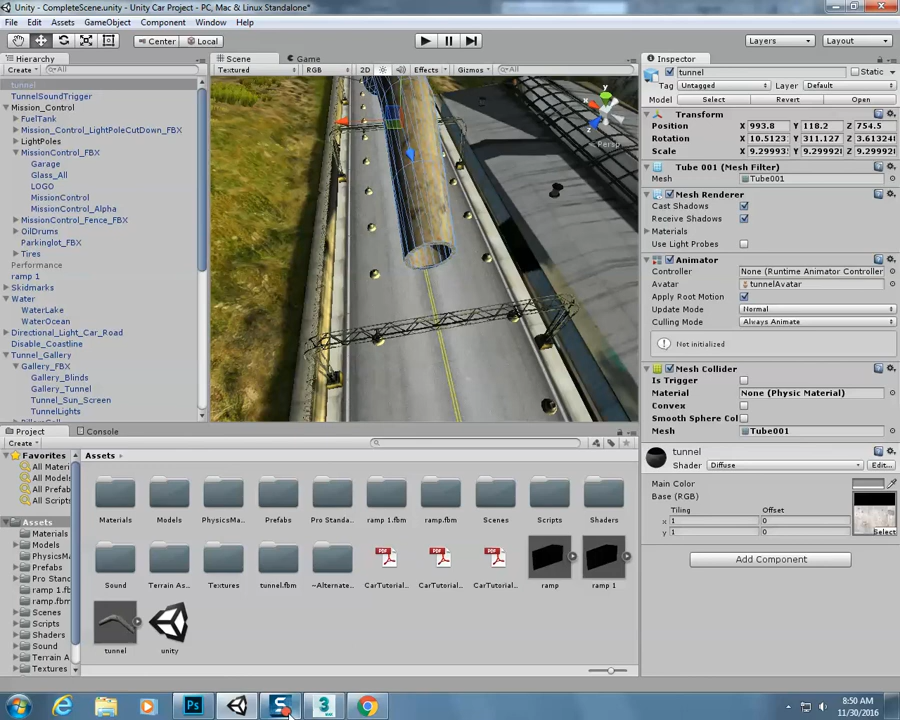 Unity - CompleteScene.unity - Unity Car Project - PC, Mac & Linux Standalone*
File Edit Assets GameObject Component Window Help
Center Local Layers Layout
Hierarchy Scene Game Inspector
Create All Textured RGB 2D Effects Gizmos All
tunnel
TunnelSoundTrigger
Mission_Control
FuelTank
Mission_Control_LightPoleCutDown_FBX
LightPoles
MissionControl_FBX
Garage
Glass_All
LOGO
MissionControl
MissionControl_Alpha
MissionControl_Fence_FBX
OilDrums
Parkinglot_FBX
Tires
Performance
ramp 1
Skidmarks
Water
WaterLake
WaterOcean
Directional_Light_Car_Road
Disable_Coastline
Tunnel_Gallery
Gallery_FBX
Gallery_Blinds
Gallery_Tunnel
Tunnel_Sun_Screen
TunnelLights
x z Persp
tunnel Static
Tag Untagged Layer Default
Model Select Revert Open
Transform
Position X 993.8 Y 118.2 Z 754.5
Rotation X 10.5123 Y 311.127 Z 3.613248
Scale X 9.29993 Y 9.29992 Z 9.299928
Tube 001 (Mesh Filter)
Mesh Tube001
Mesh Renderer
Cast Shadows
Receive Shadows
Materials
Use Light Probes
Animator
Controller None (Runtime Animator Controller
Avatar tunnelAvatar
Apply Root Motion
Update Mode Normal
Culling Mode Always Animate
Not initialized
Mesh Collider
Is Trigger
Material None (Physic Material)
Convex
Smooth Sphere Col
Mesh Tube001
tunnel
Shader Diffuse Edit...
Main Color
Base (RGB)
Tiling Offset
x 1 0
y 1 0
Select
Add Component
Project Console
Create
Favorites
All Materi
All Models
All Prefab
All Scripts
Assets
Materials
Models
PhysicsMa
Prefabs
Pro Stand
ramp 1.fb
ramp.fbm
Scenes
Scripts
Shaders
Sound
Terrain A
Textures
Assets
Materials Models PhysicsMa... Prefabs Pro Standa... ramp 1.fbm ramp.fbm Scenes Scripts Shaders
Sound Terrain As... Textures tunnel.fbm ~Alternate... CarTutorial... CarTutorial... CarTutorial... ramp ramp 1
tunnel unity
8:50 AM
11/30/2016